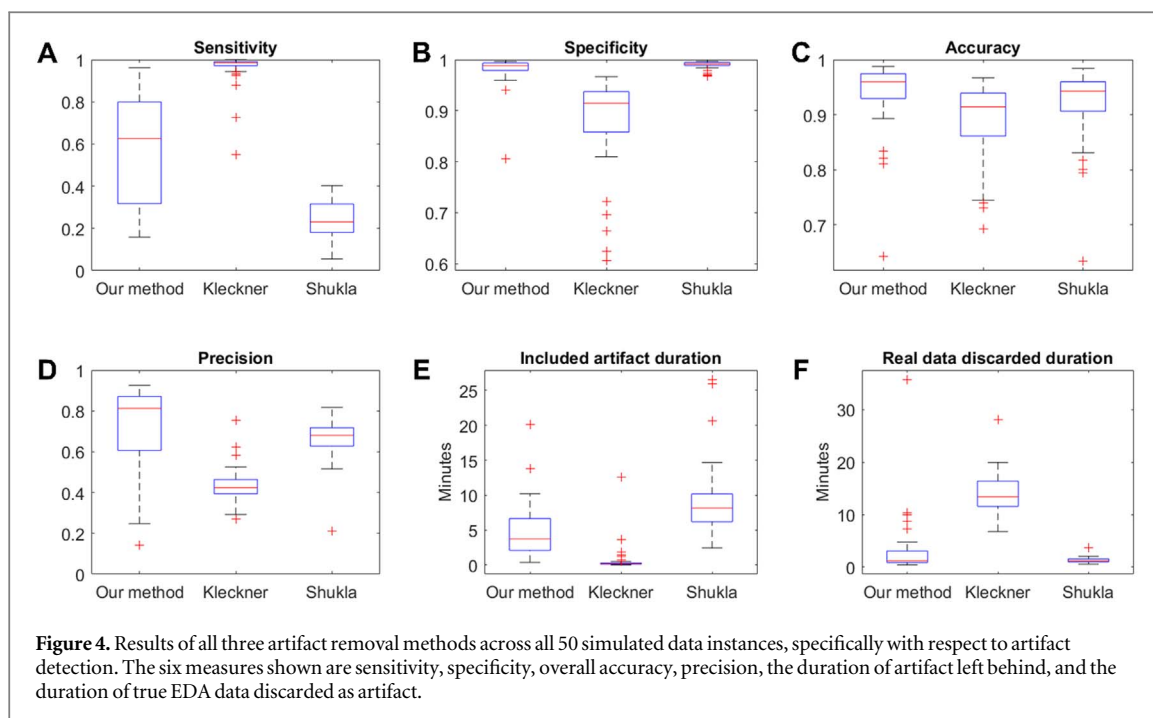 A
Sensitivity
1
0.8
0.6
0.4
0.2
0
Our method Kleckner Shukla
B
Specificity
1
0.9
0.8
0.7
0.6
Our method Kleckner Shukla
C
Accuracy
1
0.9
0.8
0.7
Our method Kleckner Shukla
D
Precision
1
0.8
0.6
0.4
0.2
0
Our method Kleckner Shukla
E
Included artifact duration
Minutes
25
20
15
10
5
0
Our method Kleckner Shukla
F
Real data discarded duration
Minutes
30
20
10
0
Our method Kleckner Shukla
Figure 4. Results of all three artifact removal methods across all 50 simulated data instances, specifically with respect to artifact
detection. The six measures shown are sensitivity, specificity, overall accuracy, precision, the duration of artifact left behind, and the
duration of true EDA data discarded as artifact.